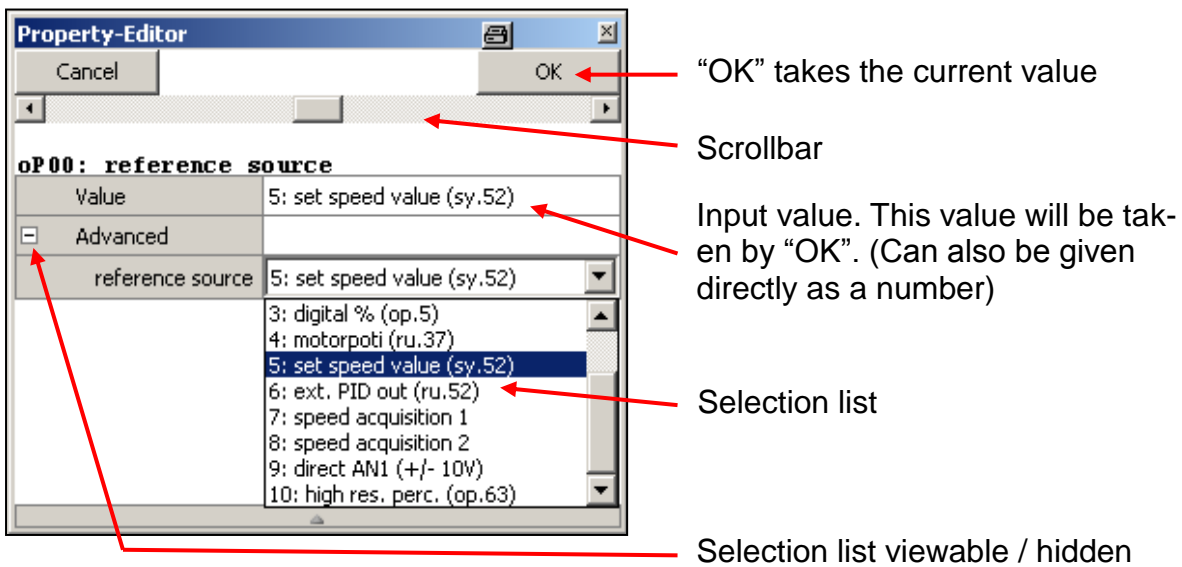 Property-Editor
Cancel
OK
“OK” takes the current value
Scrollbar
oP00: reference source
Value
5: set speed value (sy.52)
Input value. This value will be tak-
en by “OK”. (Can also be given
directly as a number)
Advanced
reference source
5: set speed value (sy.52)
3: digital % (op.5)
4: motorpoti (ru.37)
5: set speed value (sy.52)
6: ext. PID out (ru.52)
7: speed acquisition 1
8: speed acquisition 2
9: direct AN1 (+/- 10V)
10: high res. perc. (op.63)
Selection list
Selection list viewable / hidden